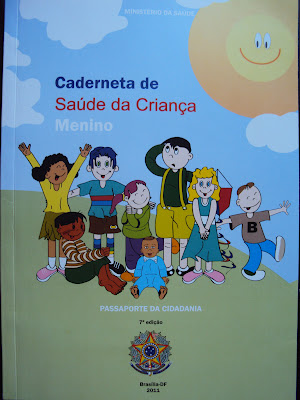 MINISTÉRIO DA SAÚDE
Caderneta de
Saúde da Criança
Menino
B
PASSAPORTE DA CIDADANIA
7ª edição
Brasília-DF
2011